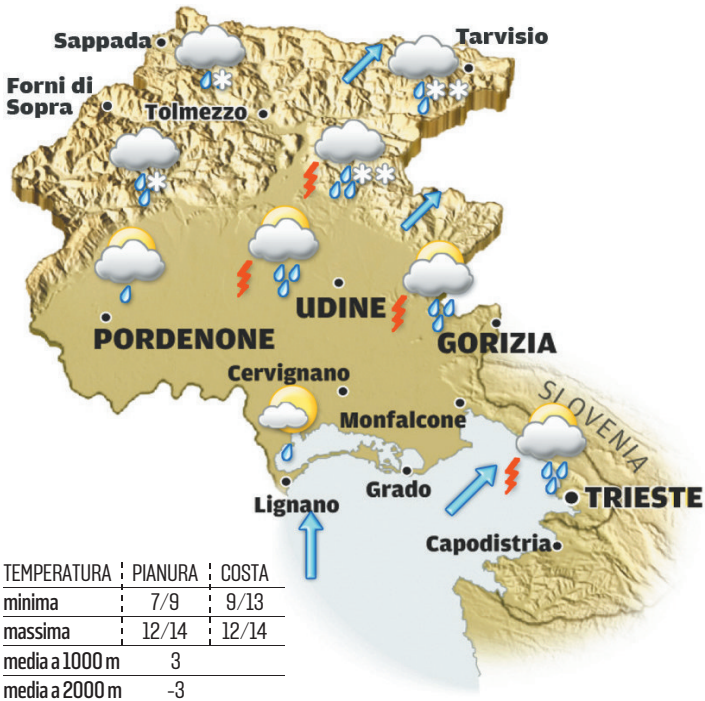 Sappada
Tarvisio
Forni di
Sopra
Tolmezzo
UDINE
PORDENONE
GORIZIA
Cervignano
SLOVENIA
Monfalcone
Grado
Lignano
TRIESTE
Capodistria
TEMPERATURA PIANURA COSTA
minima 7/9 9/13
massima 12/14 12/14
media a 1000 m 3
media a 2000 m -3